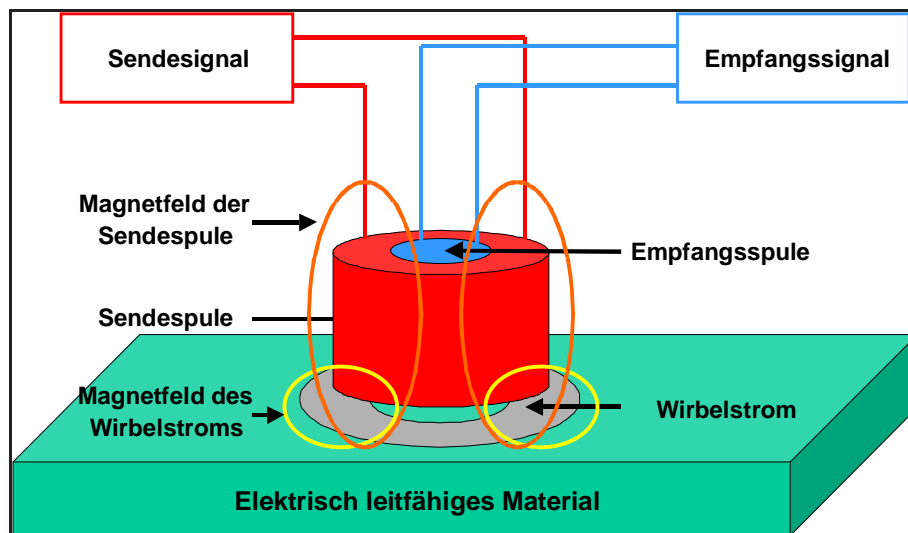 Sendesignal
Empfangssignal
Magnetfeld der
Sendespule
Empfangsspule
Sendespule
Magnetfeld des
Wirbelstroms
Wirbelstrom
Elektrisch leitfähiges Material